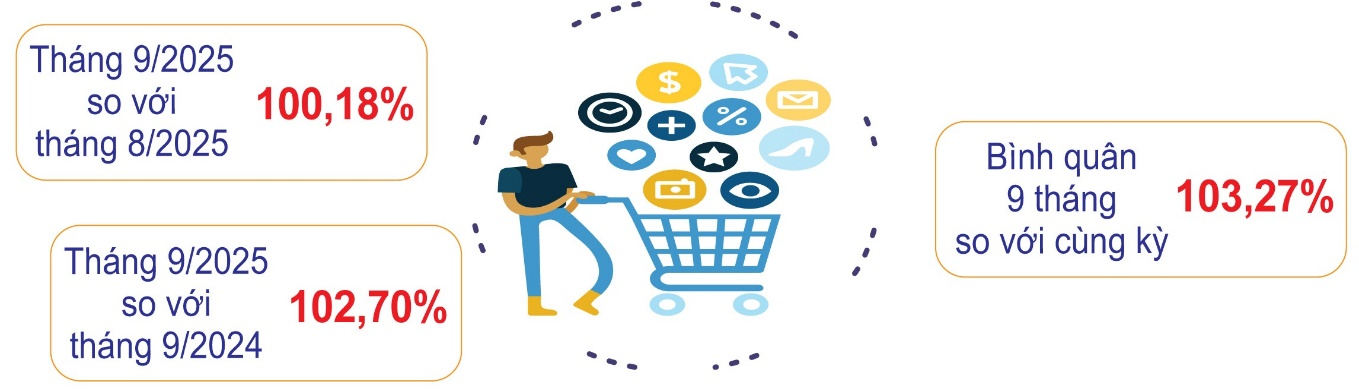 Tháng 9/2025
so với
tháng 8/2025
100,18%
Tháng 9/2025
so với
tháng 9/2024
102,70%
Bình quân
9 tháng
so với cùng kỳ
103,27%
$
%